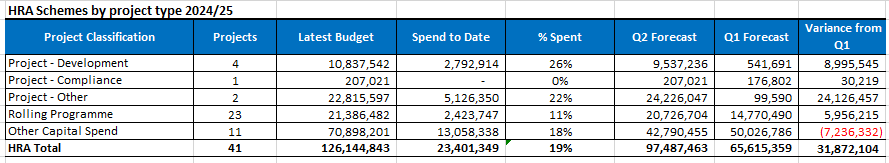 HRA Schemes by project type 2024/25
Project Classification Projects Latest Budget Spend to Date % Spent Q2 Forecast Q1 Forecast Variance from Q1
Project - Development 4 10,837,542 2,792,914 26% 9,537,236 541,691 8,995,545
Project - Compliance 1 207,021 - 0% 207,021 176,802 30,219
Project - Other 2 22,815,597 5,126,350 22% 24,226,047 99,590 24,126,457
Rolling Programme 23 21,386,482 2,423,747 11% 20,726,704 14,770,490 5,956,215
Other Capital Spend 11 70,898,201 13,058,338 18% 42,790,455 50,026,786 (7,236,332)
HRA Total 41 126,144,843 23,401,349 19% 97,487,463 65,615,359 31,872,104